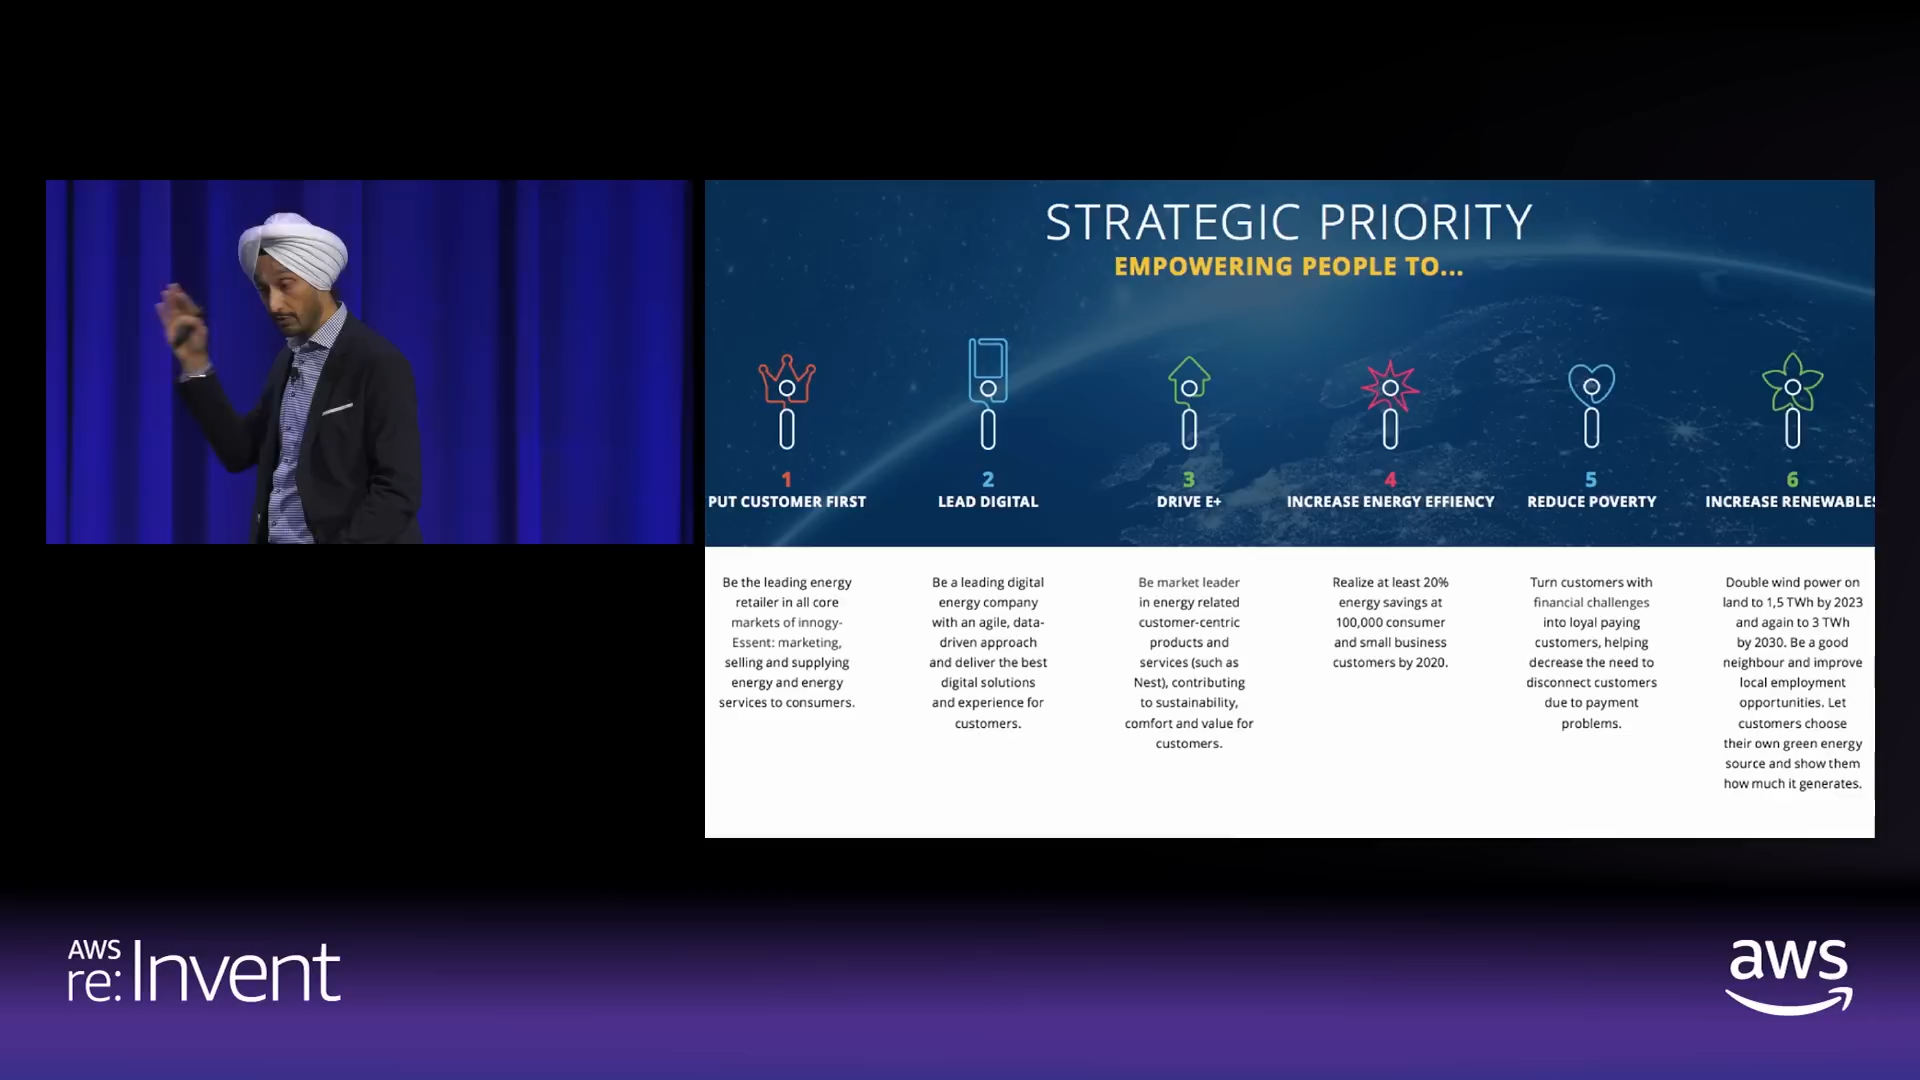 STRATEGIC PRIORITY
EMPOWERING PEOPLE TO...
1
PUT CUSTOMER FIRST
Be the leading energy
retailer in all core
markets of innogy-
Essent: marketing,
selling and supplying
energy and energy
services to consumers.
2
LEAD DIGITAL
Be a leading digital
energy company
with an agile, data-
driven approach
and deliver the best
digital solutions
and experience for
customers.
3
DRIVE E+
Be market leader
in energy related
customer-centric
products and
services (such as
Nest), contributing
to sustainability,
comfort and value for
customers.
4
INCREASE ENERGY EFFIENCY
Realize at least 20%
energy savings at
100,000 consumer
and small business
customers by 2020.
5
REDUCE POVERTY
Turn customers with
financial challenges
into loyal paying
customers, helping
decrease the need to
disconnect customers
due to payment
problems.
6
INCREASE RENEWABLES
Double wind power on
land to 1,5 TWh by 2023
and again to 3 TWh
by 2030. Be a good
neighbour and improve
local employment
opportunities. Let
customers choose
their own green energy
source and show them
how much it generates.
AWS
re:Invent
aws